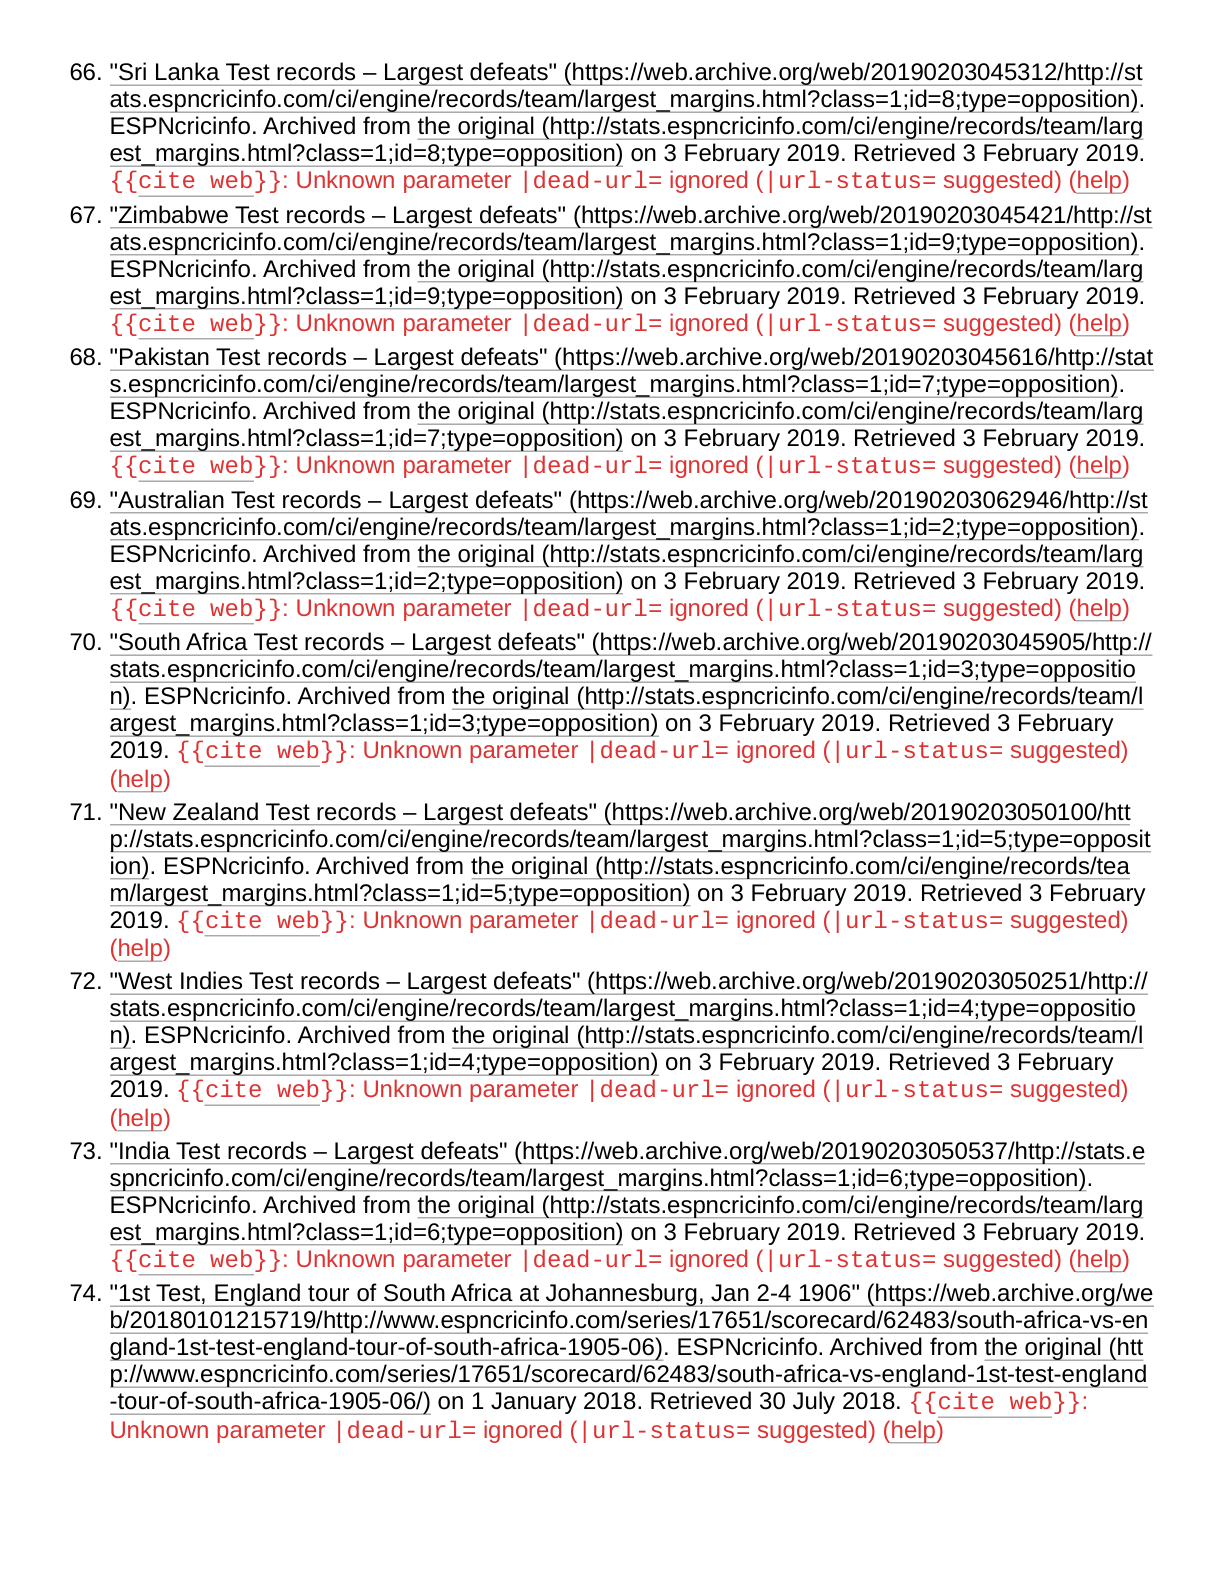 66. "Sri Lanka Test records – Largest defeats" (https://web.archive.org/web/20190203045312/http://st
ats.espncricinfo.com/ci/engine/records/team/largest_margins.html?class=1;id=8;type=opposition).
ESPNcricinfo. Archived from the original (http://stats.espncricinfo.com/ci/engine/records/team/larg
est_margins.html?class=1;id=8;type=opposition) on 3 February 2019. Retrieved 3 February 2019.
{{cite web}}: Unknown parameter |dead-url= ignored (|url-status= suggested) (help)
67. "Zimbabwe Test records – Largest defeats" (https://web.archive.org/web/20190203045421/http://st
ats.espncricinfo.com/ci/engine/records/team/largest_margins.html?class=1;id=9;type=opposition).
ESPNcricinfo. Archived from the original (http://stats.espncricinfo.com/ci/engine/records/team/larg
est_margins.html?class=1;id=9;type=opposition) on 3 February 2019. Retrieved 3 February 2019.
{{cite web}}: Unknown parameter |dead-url= ignored (|url-status= suggested) (help)
68. "Pakistan Test records – Largest defeats" (https://web.archive.org/web/20190203045616/http://stat
s.espncricinfo.com/ci/engine/records/team/largest_margins.html?class=1;id=7;type=opposition).
ESPNcricinfo. Archived from the original (http://stats.espncricinfo.com/ci/engine/records/team/larg
est_margins.html?class=1;id=7;type=opposition) on 3 February 2019. Retrieved 3 February 2019.
{{cite web}}: Unknown parameter |dead-url= ignored (|url-status= suggested) (help)
69. "Australian Test records – Largest defeats" (https://web.archive.org/web/20190203062946/http://st
ats.espncricinfo.com/ci/engine/records/team/largest_margins.html?class=1;id=2;type=opposition).
ESPNcricinfo. Archived from the original (http://stats.espncricinfo.com/ci/engine/records/team/larg
est_margins.html?class=1;id=2;type=opposition) on 3 February 2019. Retrieved 3 February 2019.
{{cite web}}: Unknown parameter |dead-url= ignored (|url-status= suggested) (help)
70. "South Africa Test records – Largest defeats" (https://web.archive.org/web/20190203045905/http://
stats.espncricinfo.com/ci/engine/records/team/largest_margins.html?class=1;id=3;type=oppositio
n). ESPNcricinfo. Archived from the original (http://stats.espncricinfo.com/ci/engine/records/team/l
argest_margins.html?class=1;id=3;type=opposition) on 3 February 2019. Retrieved 3 February
2019. {{cite web}}: Unknown parameter |dead-url= ignored (|url-status= suggested)
(help)
71. "New Zealand Test records – Largest defeats" (https://web.archive.org/web/20190203050100/htt
p://stats.espncricinfo.com/ci/engine/records/team/largest_margins.html?class=1;id=5;type=opposit
ion). ESPNcricinfo. Archived from the original (http://stats.espncricinfo.com/ci/engine/records/tea
m/largest_margins.html?class=1;id=5;type=opposition) on 3 February 2019. Retrieved 3 February
2019. {{cite web}}: Unknown parameter |dead-url= ignored (|url-status= suggested)
(help)
72. "West Indies Test records – Largest defeats" (https://web.archive.org/web/20190203050251/http://
stats.espncricinfo.com/ci/engine/records/team/largest_margins.html?class=1;id=4;type=oppositio
n). ESPNcricinfo. Archived from the original (http://stats.espncricinfo.com/ci/engine/records/team/l
argest_margins.html?class=1;id=4;type=opposition) on 3 February 2019. Retrieved 3 February
2019. {{cite web}}: Unknown parameter |dead-url= ignored (|url-status= suggested)
(help)
73. "India Test records – Largest defeats" (https://web.archive.org/web/20190203050537/http://stats.e
spncricinfo.com/ci/engine/records/team/largest_margins.html?class=1;id=6;type=opposition).
ESPNcricinfo. Archived from the original (http://stats.espncricinfo.com/ci/engine/records/team/larg
est_margins.html?class=1;id=6;type=opposition) on 3 February 2019. Retrieved 3 February 2019.
{{cite web}}: Unknown parameter |dead-url= ignored (|url-status= suggested) (help)
74. "1st Test, England tour of South Africa at Johannesburg, Jan 2-4 1906" (https://web.archive.org/we
b/20180101215719/http://www.espncricinfo.com/series/17651/scorecard/62483/south-africa-vs-en
gland-1st-test-england-tour-of-south-africa-1905-06). ESPNcricinfo. Archived from the original (htt
p://www.espncricinfo.com/series/17651/scorecard/62483/south-africa-vs-england-1st-test-england
-tour-of-south-africa-1905-06/) on 1 January 2018. Retrieved 30 July 2018. {{cite web}}:
Unknown parameter |dead-url= ignored (|url-status= suggested) (help)